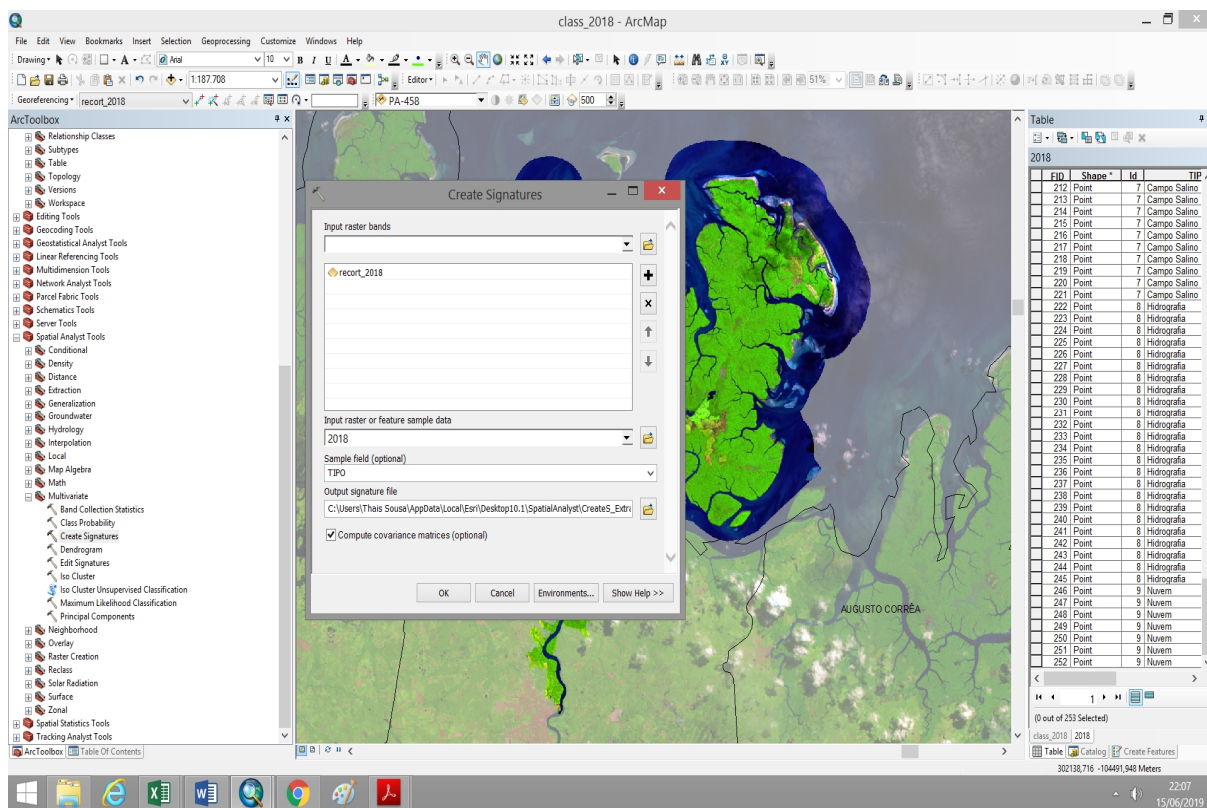 class_2018 - ArcMap
File Edit View Bookmarks Insert Selection Geoprocessing Customize Windows Help
Drawing Arial 10 B I U A
1:187.708 Editor 51%
Georeferencing recort_2018 PA-458 500
ArcToolbox
Relationship Classes
Subtypes
Table
Topology
Versions
Workspace
Editing Tools
Geocoding Tools
Geostatistical Analyst Tools
Linear Referencing Tools
Multidimension Tools
Network Analyst Tools
Parcel Fabric Tools
Schematics Tools
Server Tools
Spatial Analyst Tools
Conditional
Density
Distance
Extraction
Generalization
Groundwater
Hydrology
Interpolation
Local
Map Algebra
Math
Multivariate
Band Collection Statistics
Class Probability
Create Signatures
Dendrogram
Edit Signatures
Iso Cluster
Iso Cluster Unsupervised Classification
Maximum Likelihood Classification
Principal Components
Neighborhood
Overlay
Raster Creation
Reclass
Solar Radiation
Surface
Zonal
Spatial Statistics Tools
Tracking Analyst Tools
ArcToolbox Table Of Contents
Create Signatures
Input raster bands
recort_2018
Input raster or feature sample data
2018
Sample field (optional)
TIPO
Output signature file
C:\Users\Thais Sousa\AppData\Local\Esri\Desktop10.1\SpatialAnalyst\CreateS_Extra
Compute covariance matrices (optional)
OK Cancel Environments... Show Help >>
AUGUSTO CORRÊA
Table
2018
FID Shape * Id TIP
212 Point 7 Campo Salino
213 Point 7 Campo Salino
214 Point 7 Campo Salino
215 Point 7 Campo Salino
216 Point 7 Campo Salino
217 Point 7 Campo Salino
218 Point 7 Campo Salino
219 Point 7 Campo Salino
220 Point 7 Campo Salino
221 Point 7 Campo Salino
222 Point 8 Hidrografia
223 Point 8 Hidrografia
224 Point 8 Hidrografia
225 Point 8 Hidrografia
226 Point 8 Hidrografia
227 Point 8 Hidrografia
228 Point 8 Hidrografia
229 Point 8 Hidrografia
230 Point 8 Hidrografia
231 Point 8 Hidrografia
232 Point 8 Hidrografia
233 Point 8 Hidrografia
234 Point 8 Hidrografia
235 Point 8 Hidrografia
236 Point 8 Hidrografia
237 Point 8 Hidrografia
238 Point 8 Hidrografia
239 Point 8 Hidrografia
240 Point 8 Hidrografia
241 Point 8 Hidrografia
242 Point 8 Hidrografia
243 Point 8 Hidrografia
244 Point 8 Hidrografia
245 Point 8 Hidrografia
246 Point 9 Nuvem
247 Point 9 Nuvem
248 Point 9 Nuvem
249 Point 9 Nuvem
250 Point 9 Nuvem
251 Point 9 Nuvem
252 Point 9 Nuvem
1
(0 out of 253 Selected)
class_2018 2018
Table Catalog Create Features
302138,716 -104491,948 Meters
22:07
15/06/2019